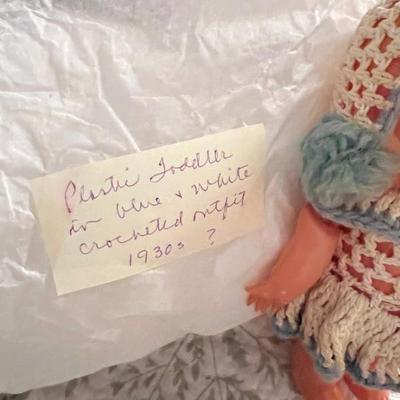 Plastic Toddler
in blue & white
crocheted outfit
1930s ?